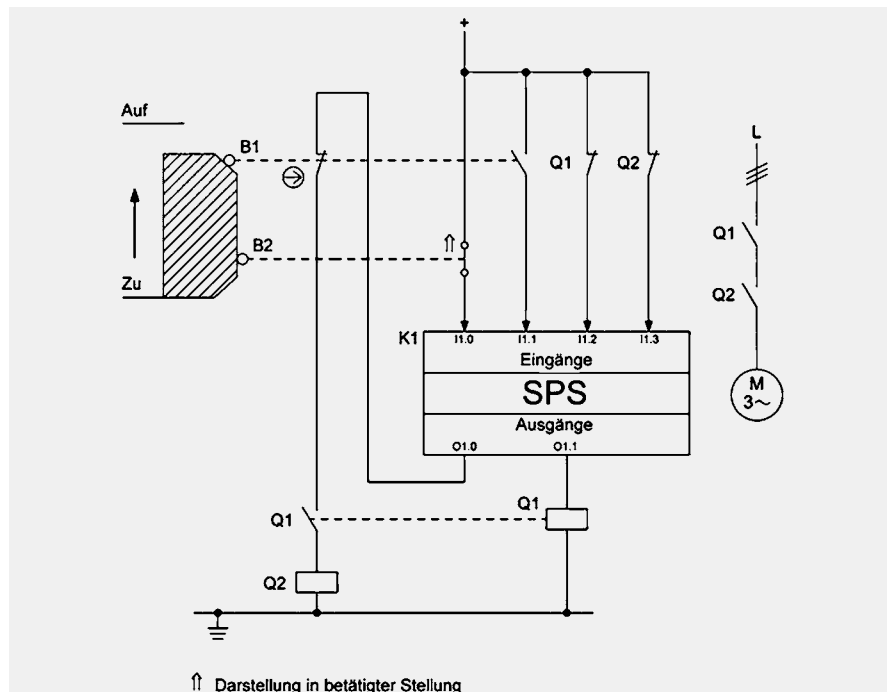 +
Auf
B1
L
Q1 Q2
Q1
B2
⇑
Zu
Q2
K1 I1.0 I1.1 I1.2 I1.3
Eingänge
M
3~
SPS
Ausgänge
O1.0 O1.1
Q1
Q1
Q2
⇑ Darstellung in betätigter Stellung